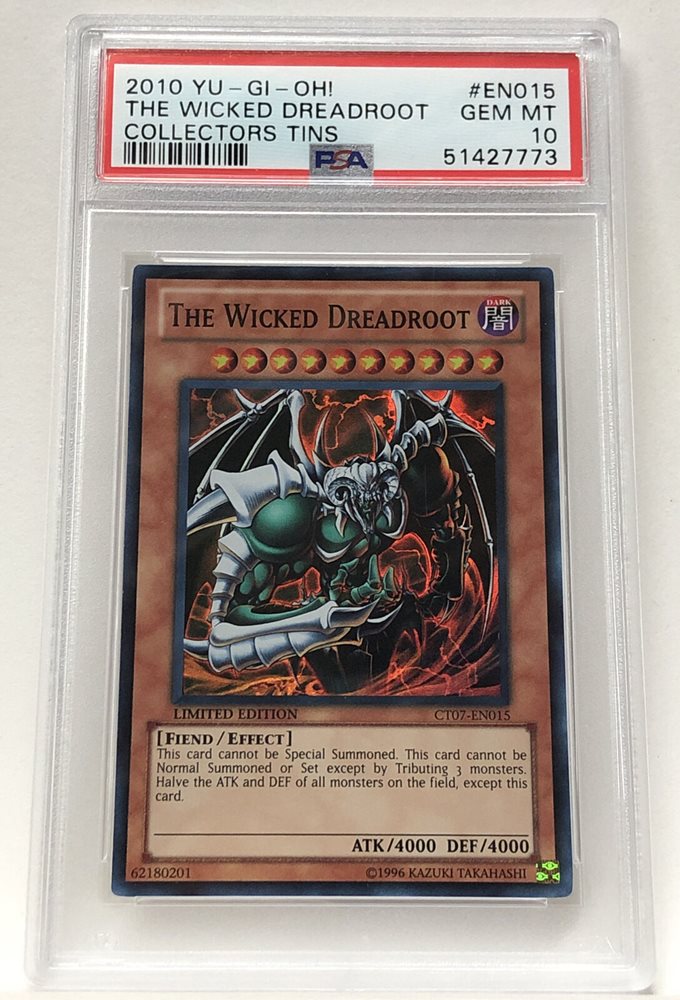 2010 YU-GI-OH! #EN015
THE WICKED DREADROOT GEM MT
COLLECTORS TINS 10
PSA 51427773
THE WICKED DREADROOT
DARK
闇
LIMITED EDITION CT07-EN015
[FIEND/EFFECT]
This card cannot be Special Summoned. This card cannot be
Normal Summoned or Set except by Tributing 3 monsters.
Halve the ATK and DEF of all monsters on the field, except this
card.
ATK/4000 DEF/4000
62180201 ©1996 KAZUKI TAKAHASHI